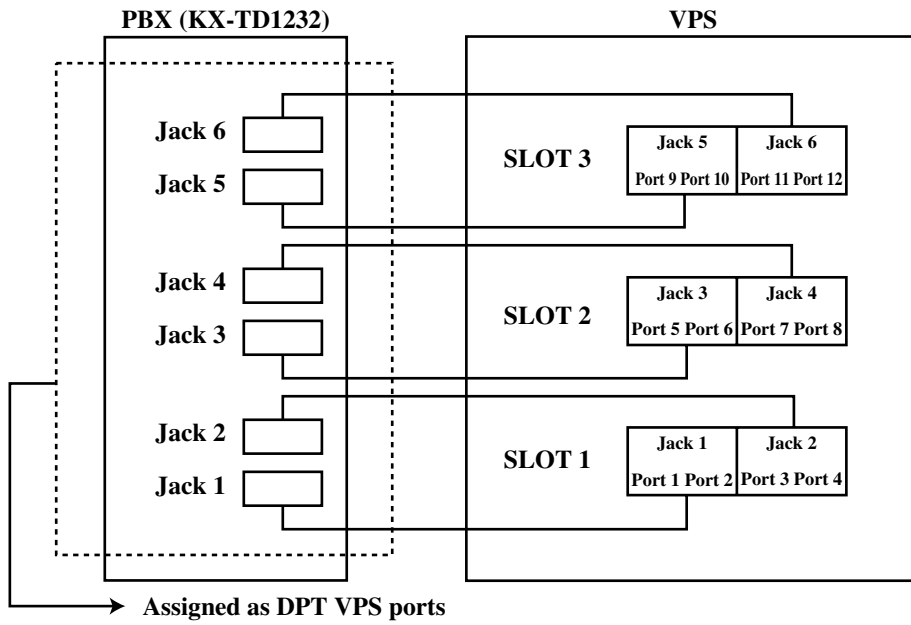 PBX (KX-TD1232)
VPS
Jack 6
Jack 5
Jack 4
Jack 3
Jack 2
Jack 1
SLOT 3
Jack 5
Jack 6
Port 9 Port 10
Port 11 Port 12
SLOT 2
Jack 3
Jack 4
Port 5 Port 6
Port 7 Port 8
SLOT 1
Jack 1
Jack 2
Port 1 Port 2
Port 3 Port 4
Assigned as DPT VPS ports